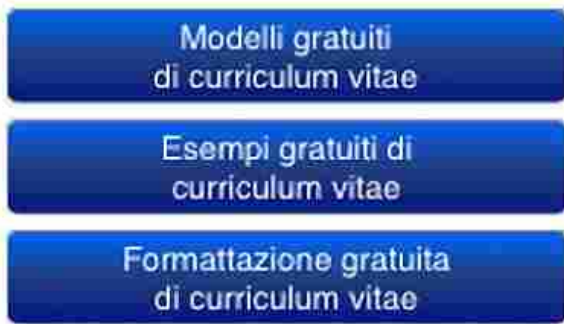 Modelli gratuiti
di curriculum vitae
Esempi gratuiti di
curriculum vitae
Formattazione gratuita
di curriculum vitae